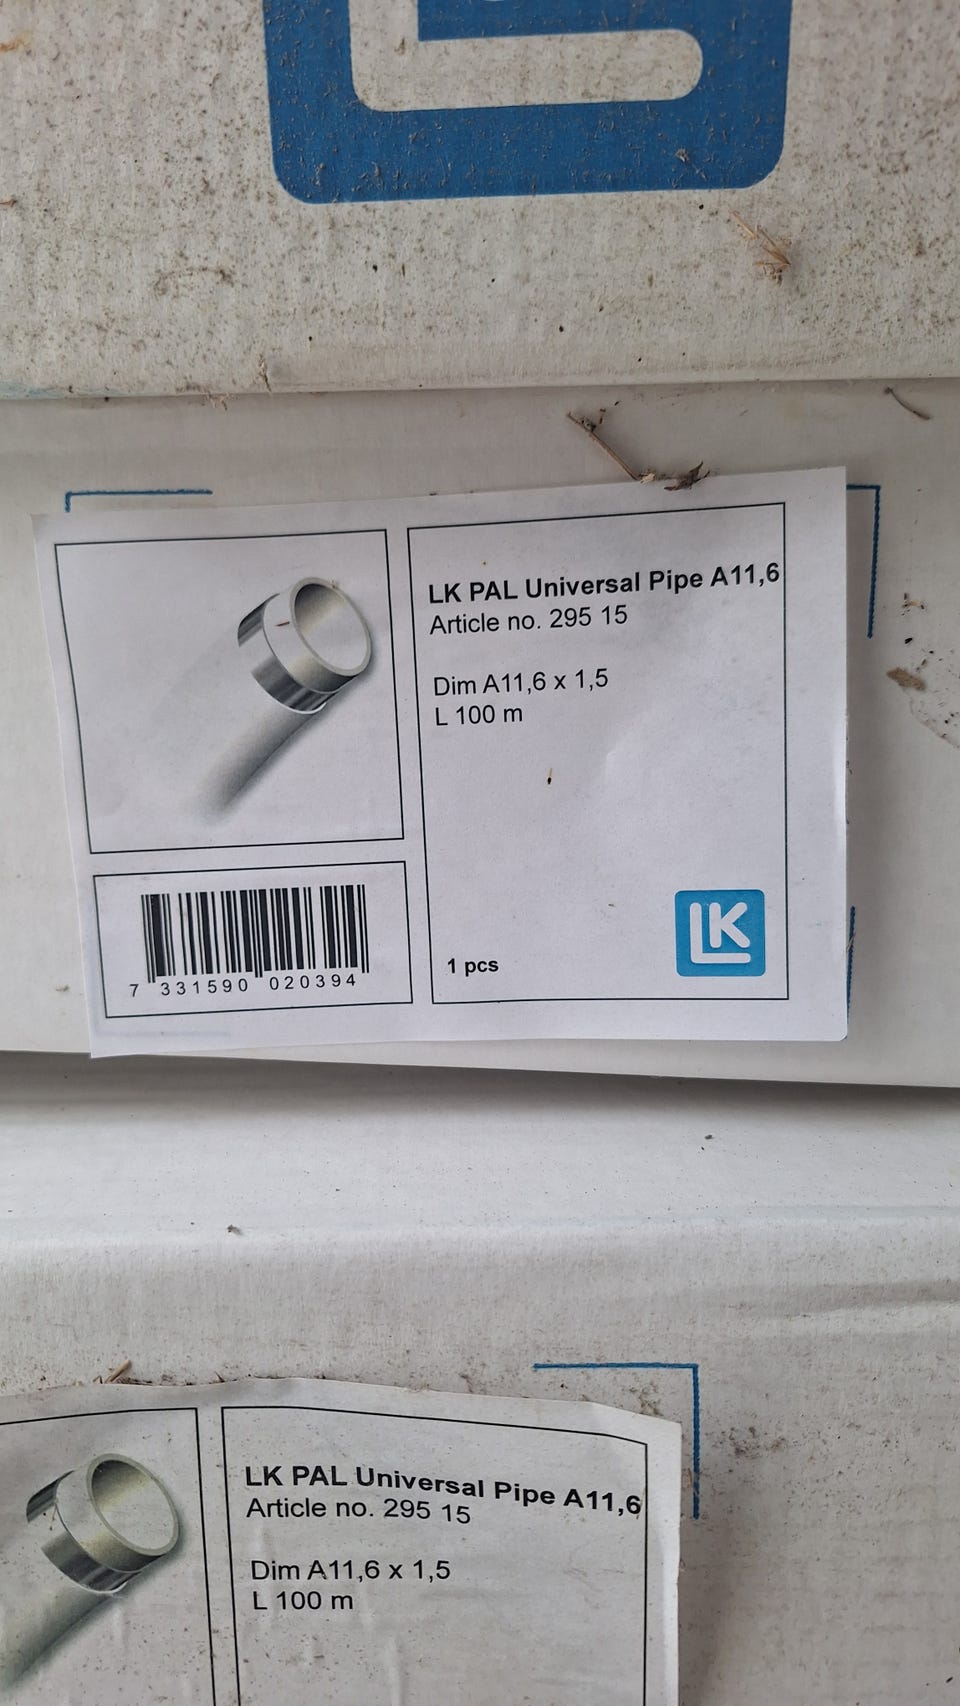 LK PAL Universal Pipe A11,6
Article no. 295 15
Dim A11,6 x 1,5
L 100 m
1 pcs
LK
7 331590 020394
LK PAL Universal Pipe A11,6
Article no. 295 15
Dim A11,6 x 1,5
L 100 m